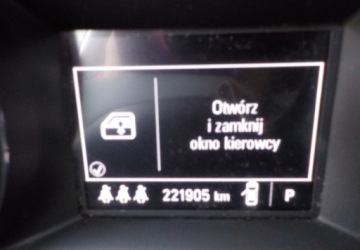 Otwórz
i zamknij
okno kierowcy
221905 km
P